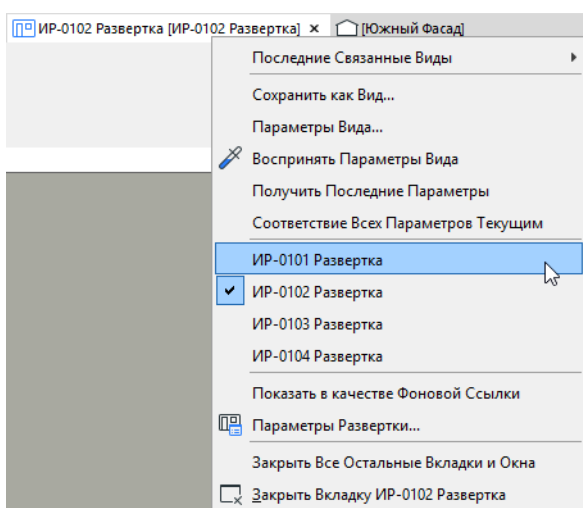 ИР-0102 Развертка [ИР-0102 Развертка] × [Южный Фасад]
Последние Связанные Виды
Сохранить как Вид...
Параметры Вида...
Воспринять Параметры Вида
Получить Последние Параметры
Соответствие Всех Параметров Текущим
ИР-0101 Развертка
ИР-0102 Развертка
ИР-0103 Развертка
ИР-0104 Развертка
Показать в качестве Фоновой Ссылки
Параметры Развертки...
Закрыть Все Остальные Вкладки и Окна
Закрыть Вкладку ИР-0102 Развертка